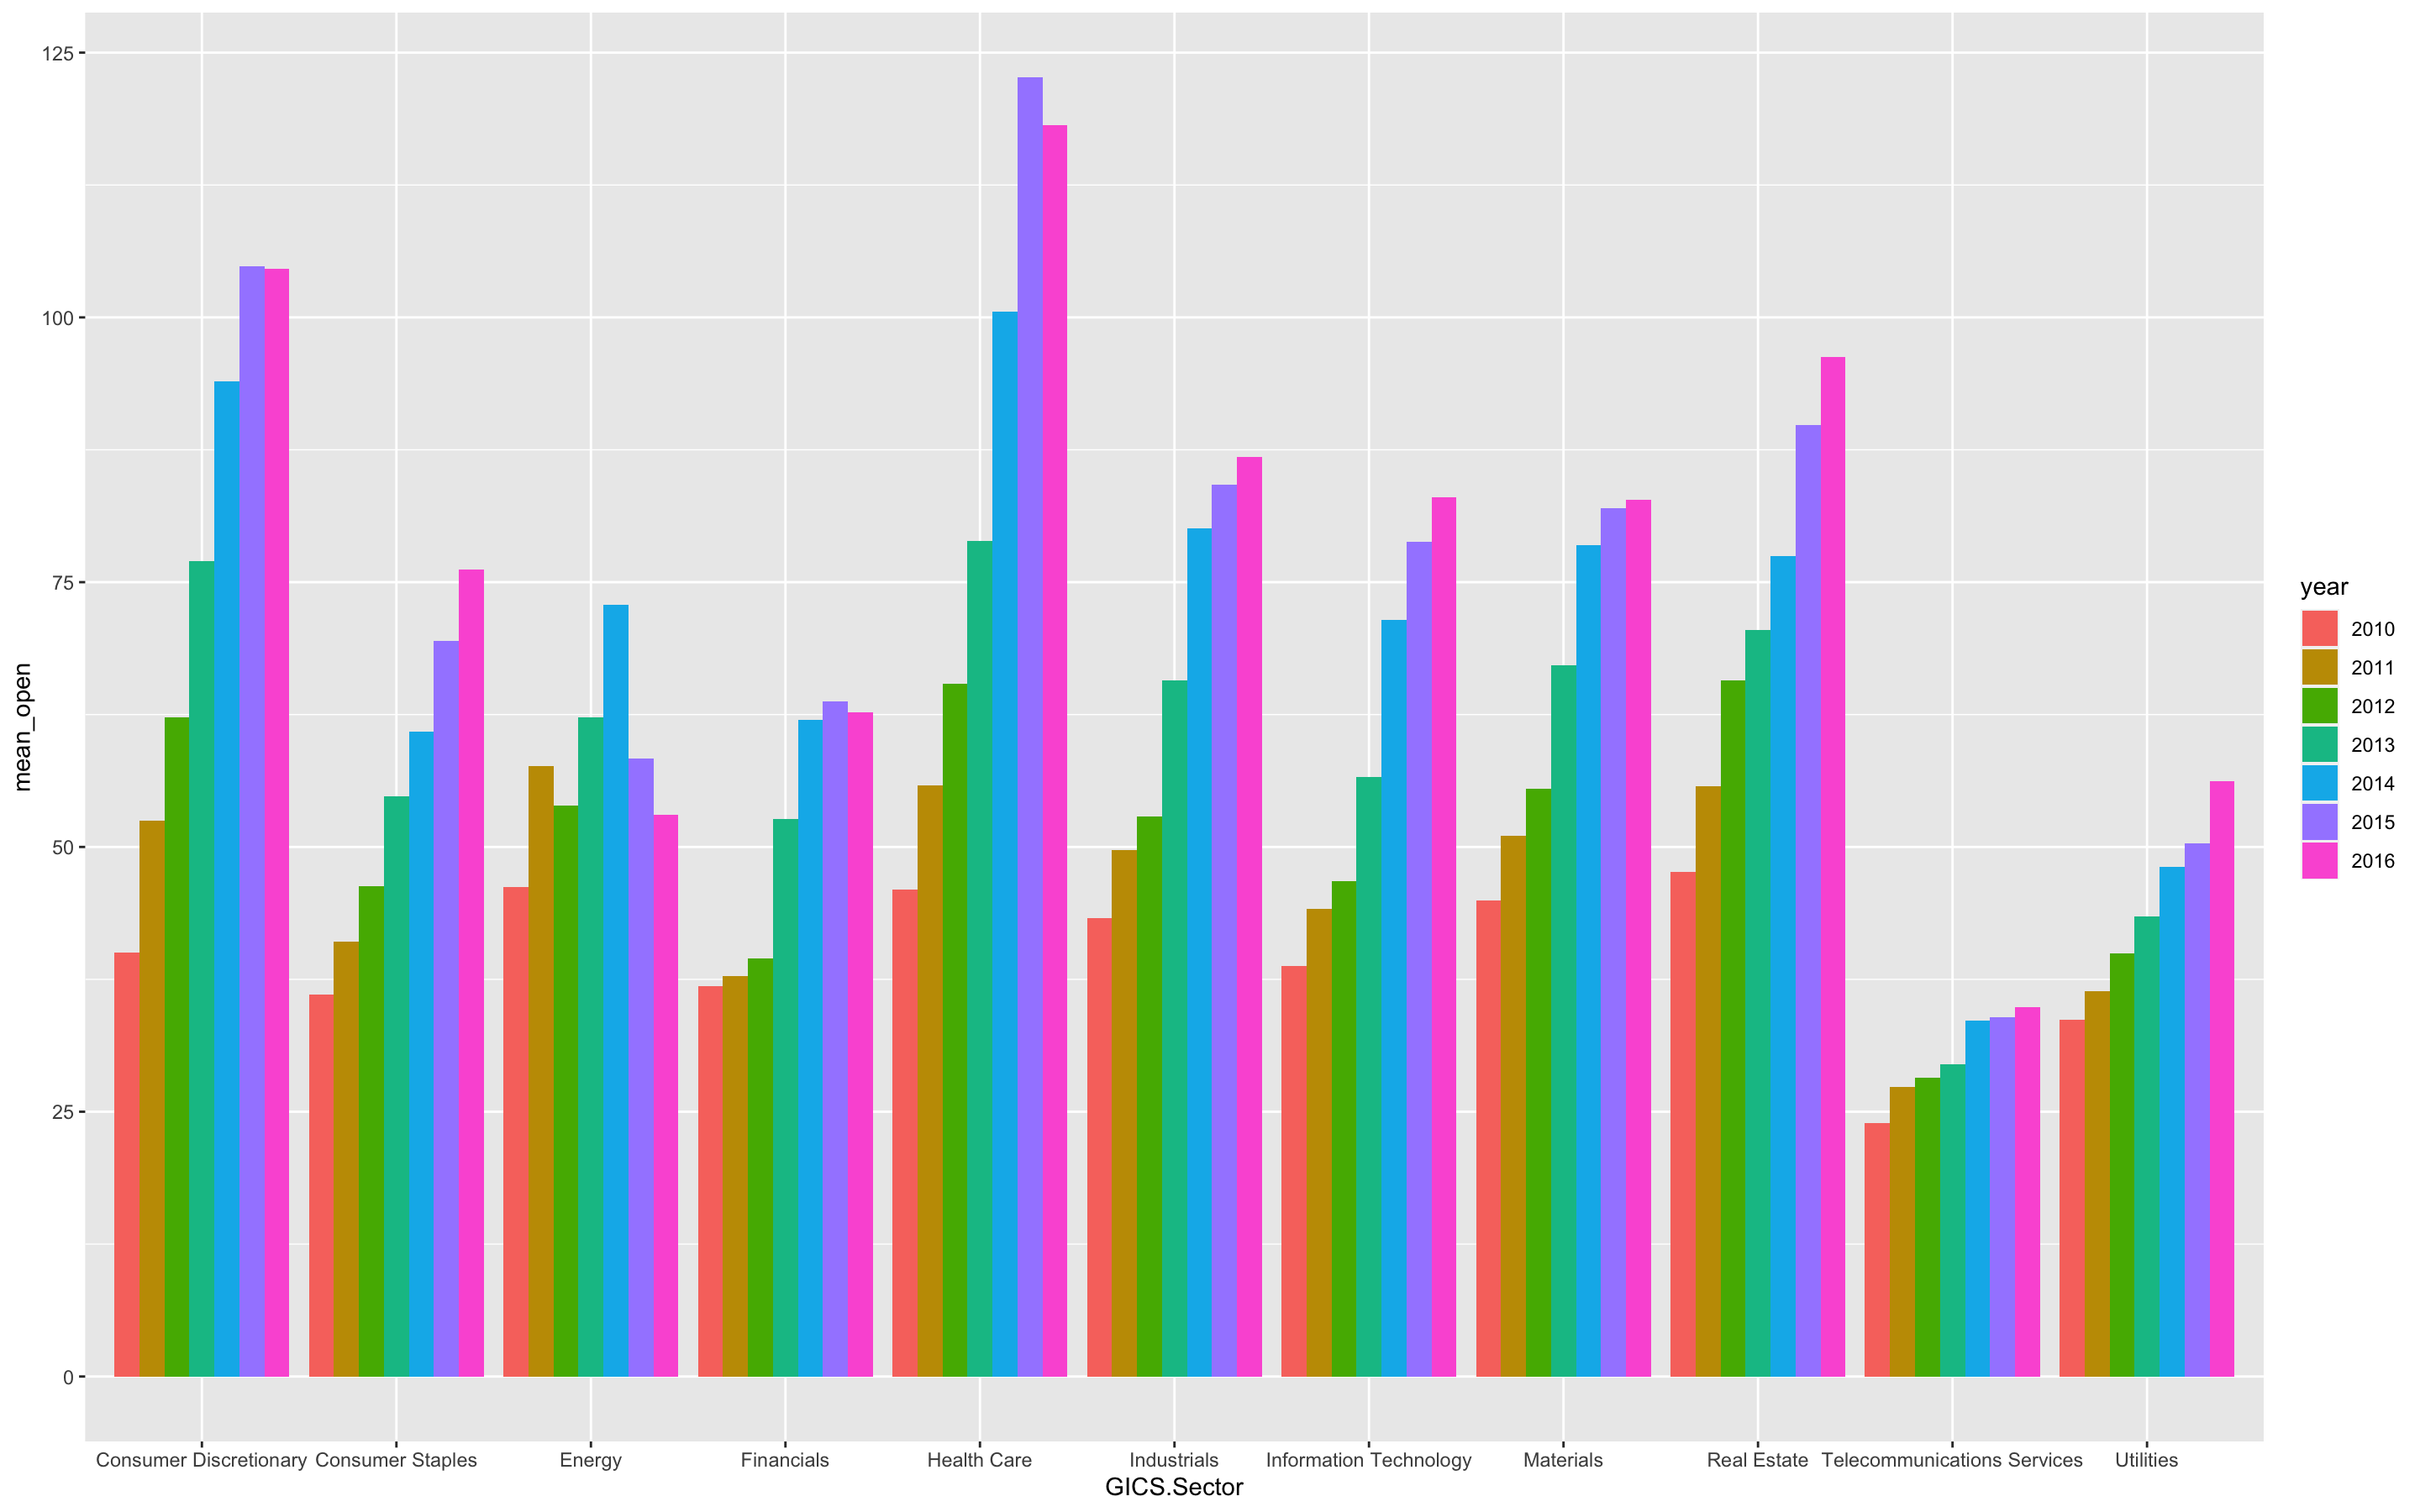 mean_open
125
100
75
50
25
0
Consumer Discretionary
Consumer Staples
Energy
Financials
Health Care
Industrials
Information Technology
Materials
Real Estate
Telecommunications Services
Utilities
GICS.Sector
year
2010
2011
2012
2013
2014
2015
2016